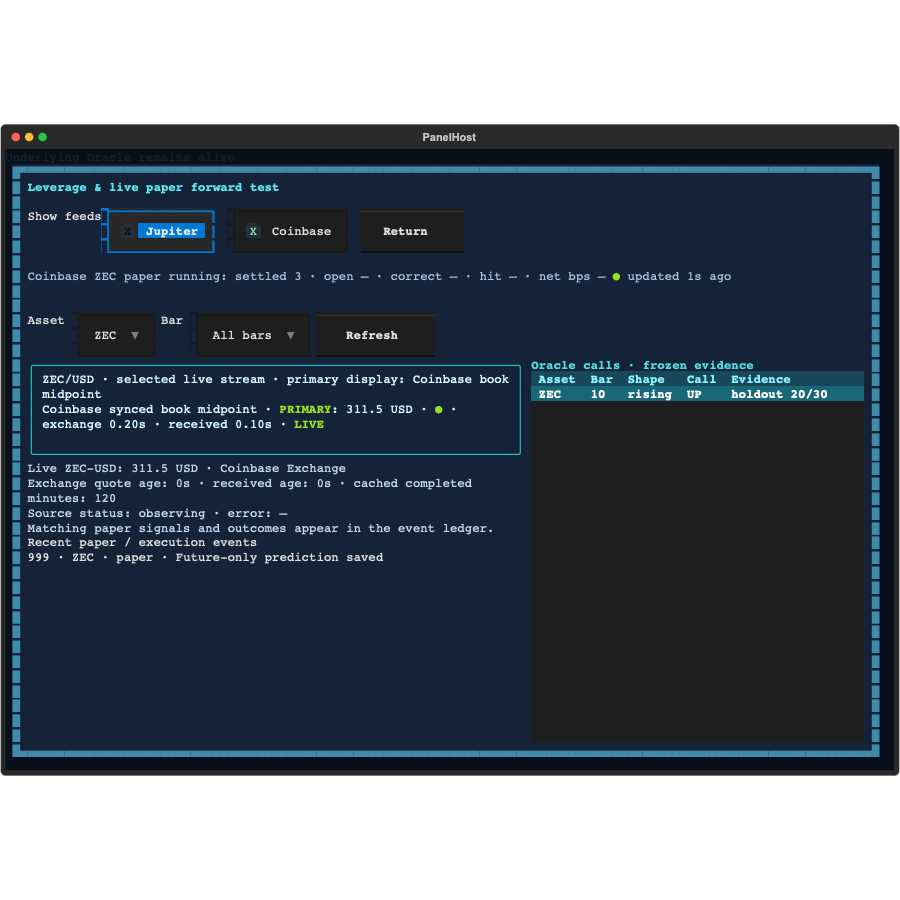 PanelHost
Underlying Oracle remains alive
Leverage & live paper forward test
Show feeds X Jupiter X Coinbase Return
Coinbase ZEC paper running: settled 3 · open — · correct — · hit — · net bps — ● updated 1s ago
Asset ZEC ▼ Bar All bars ▼ Refresh
ZEC/USD · selected live stream · primary display: Coinbase book
midpoint
Coinbase synced book midpoint · PRIMARY: 311.5 USD · ● ·
exchange 0.20s · received 0.10s · LIVE
Live ZEC-USD: 311.5 USD · Coinbase Exchange
Exchange quote age: 0s · received age: 0s · cached completed
minutes: 120
Source status: observing · error: —
Matching paper signals and outcomes appear in the event ledger.
Recent paper / execution events
999 · ZEC · paper · Future-only prediction saved
Oracle calls · frozen evidence
Asset Bar Shape Call Evidence
ZEC 10 rising UP holdout 20/30